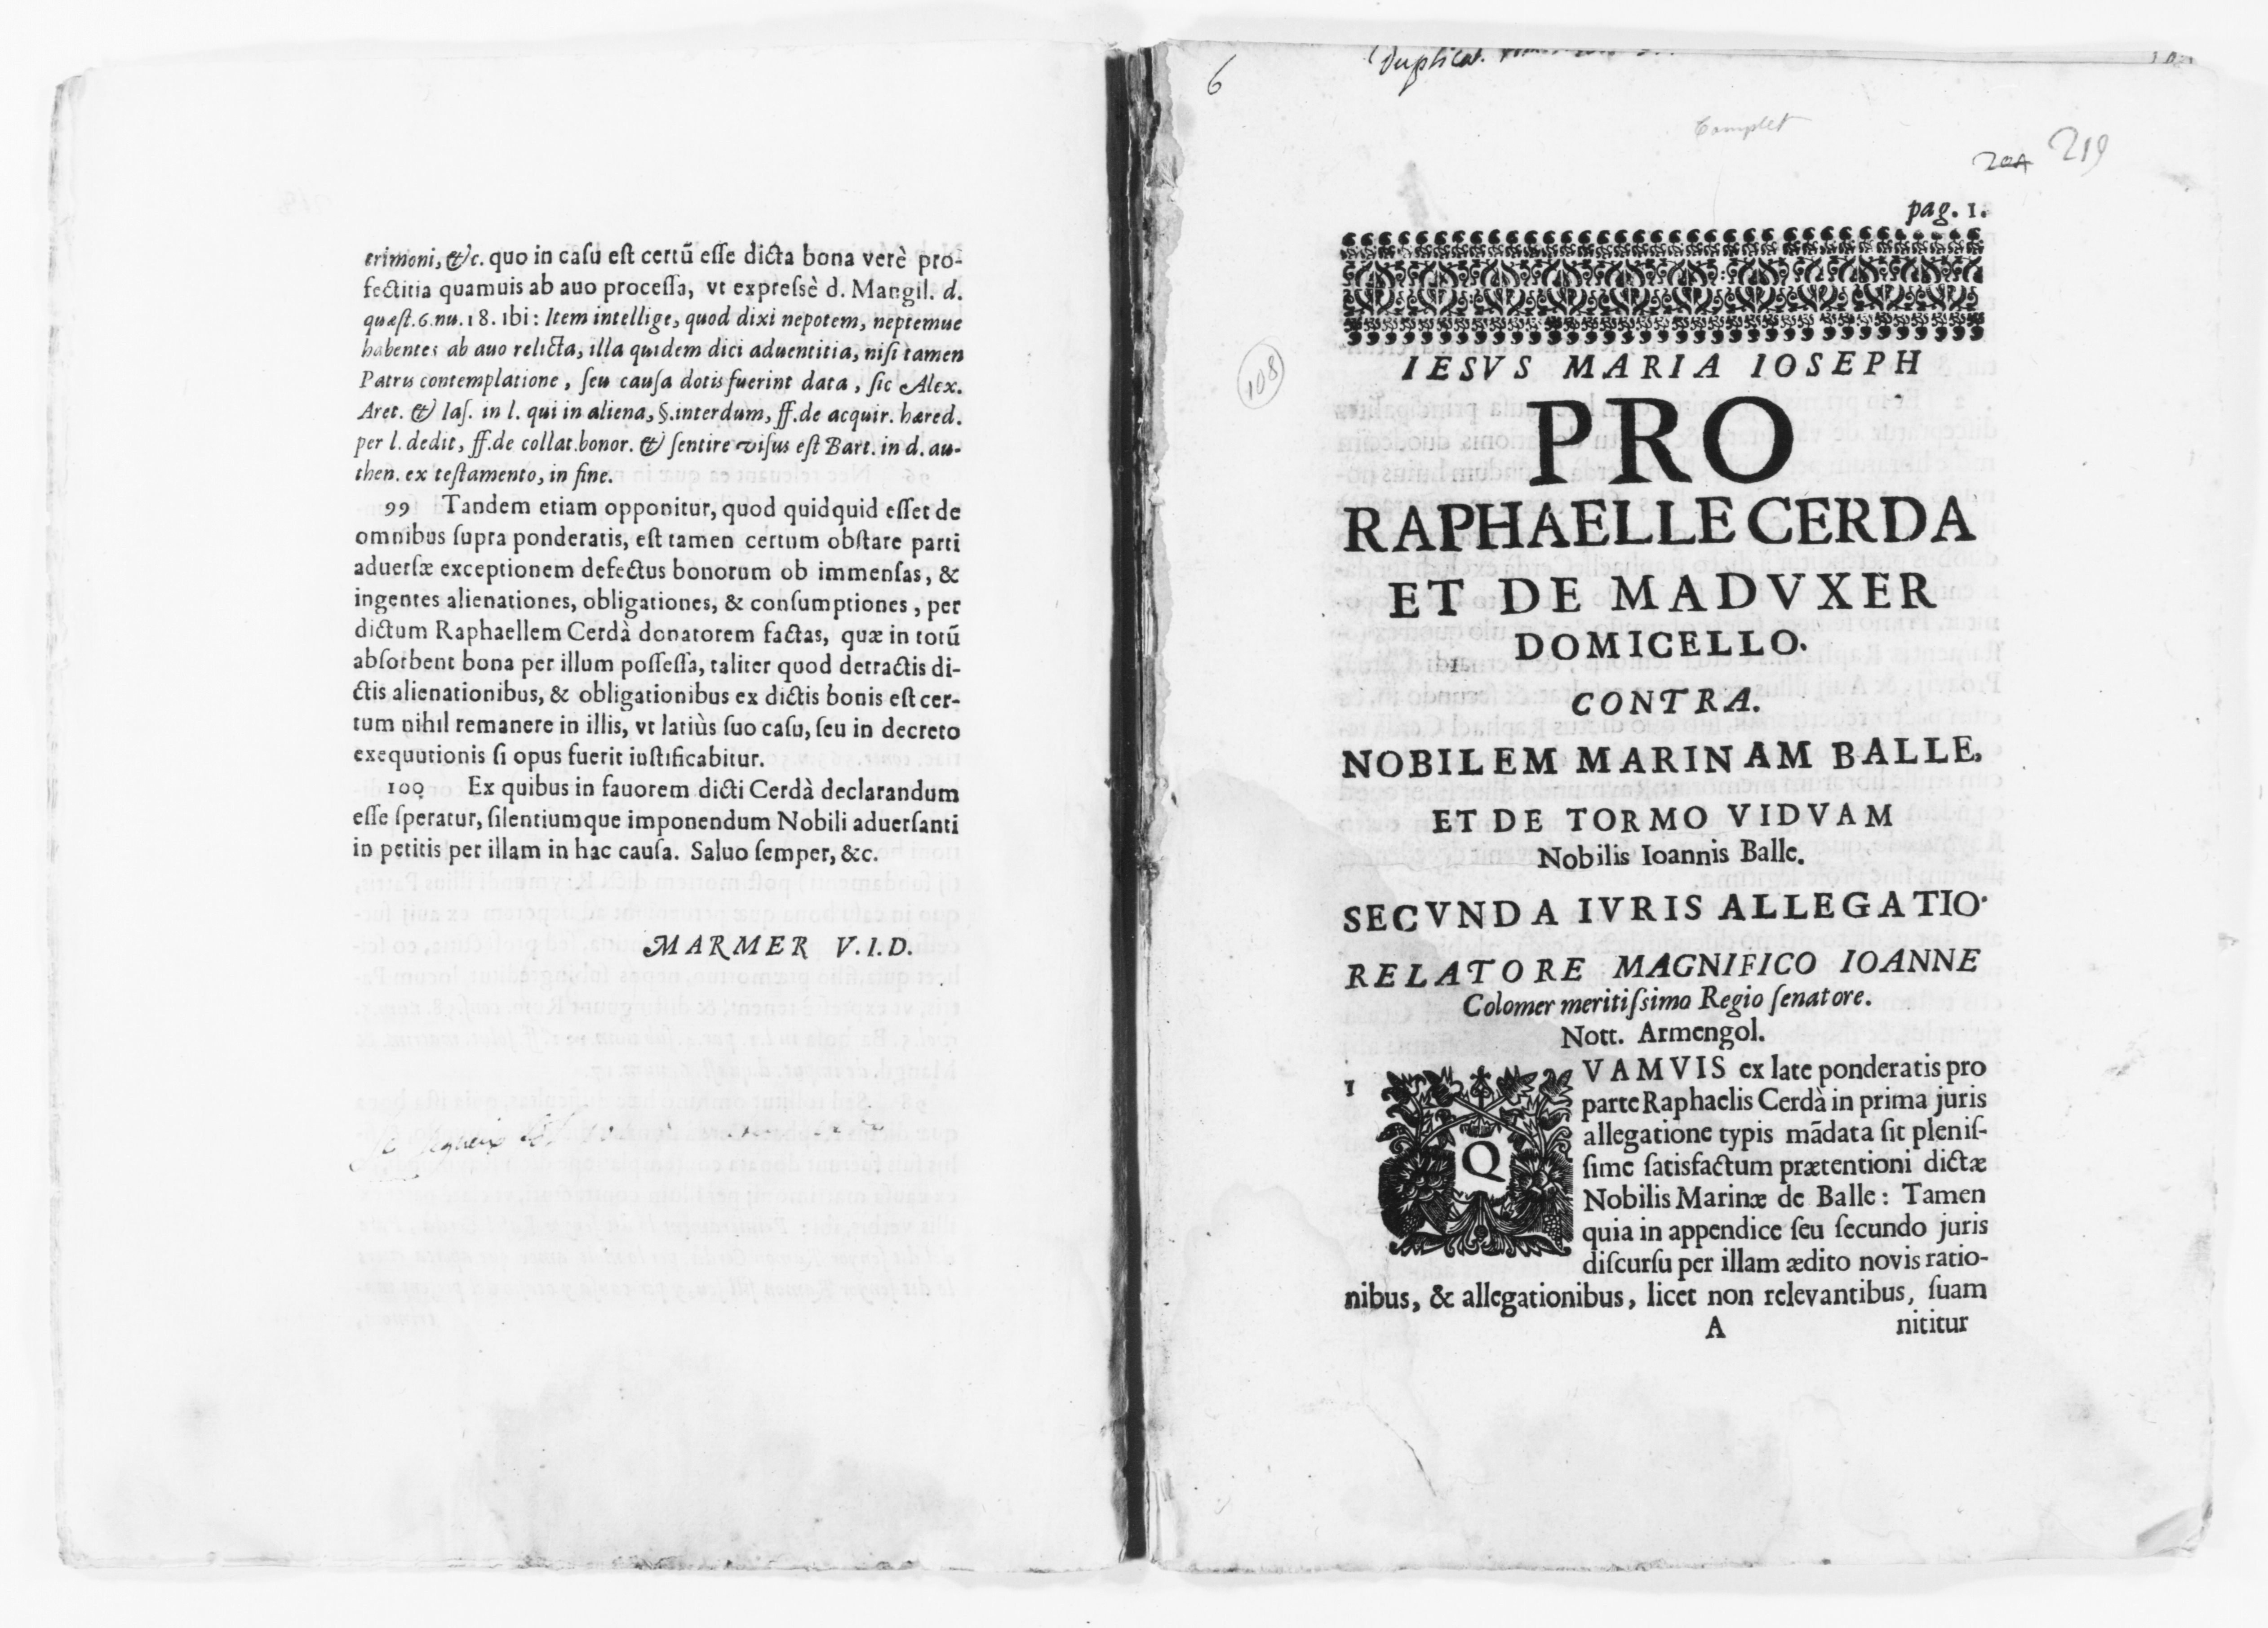 trimoni, & c. quo in casu est certũ esse dicta bona verè pro-
fectitia quamuis ab auo processa, vt expressè d. Mangil. d.
quæst. 6. nu. 18. ibi: Item intellige, quod dixi nepotem, neptemue
habentes ab auo relicta, illa quidem dici aduentitia, nisi tamen
Patris contemplatione, seu causa dotis fuerint data, sic Alex.
Aret. & Ias. in l. qui in aliena, §. interdum, ff. de acquir. hæred.
per l. dedit, ff. de collat. bonor. & sentire visus est Bart. in d. au-
then. ex testamento, in fine.
99 Tandem etiam opponitur, quod quidquid esset de
omnibus supra ponderatis, est tamen certum obstare parti
aduersæ exceptionem defectus bonorum ob immensas, &
ingentes alienationes, obligationes, & consumptiones, per
dictum Raphaellem Cerdà donatorem factas, quæ in totũ
absorbent bona per illum possessa, taliter quod detractis di-
ctis alienationibus, & obligationibus ex dictis bonis est cer-
tum nihil remanere in illis, vt latiùs suo casu, seu in decreto
exequutionis si opus fuerit iustificabitur.
100 Ex quibus in fauorem dicti Cerdà declarandum
esse speratur, silentiumque imponendum Nobili aduersanti
in petitis per illam in hac causa. Saluo semper, &c.
MARMER V.I.D.
6
Duplicat.
Complet
204 219
pag. 1.
108
IESVS MARIA IOSEPH
PRO
RAPHAELLE CERDA
ET DE MADVXER
DOMICELLO.
CONTRA.
NOBILEM MARINAM BALLE,
ET DE TORMO VIDVAM
Nobilis Ioannis Balle.
SECVNDA IVRIS ALLEGATIO.
RELATORE MAGNIFICO IOANNE
Colomer meritissimo Regio senatore.
Nott. Armengol.
1 QVAMVIS ex late ponderatis pro
parte Raphaelis Cerdà in prima juris
allegatione typis mãdata sit plenis-
sime satisfactum prætentioni dictæ
Nobilis Marinæ de Balle: Tamen
quia in appendice seu secundo juris
discursu per illam ædito novis ratio-
nibus, & allegationibus, licet non relevantibus, suam
A nititur